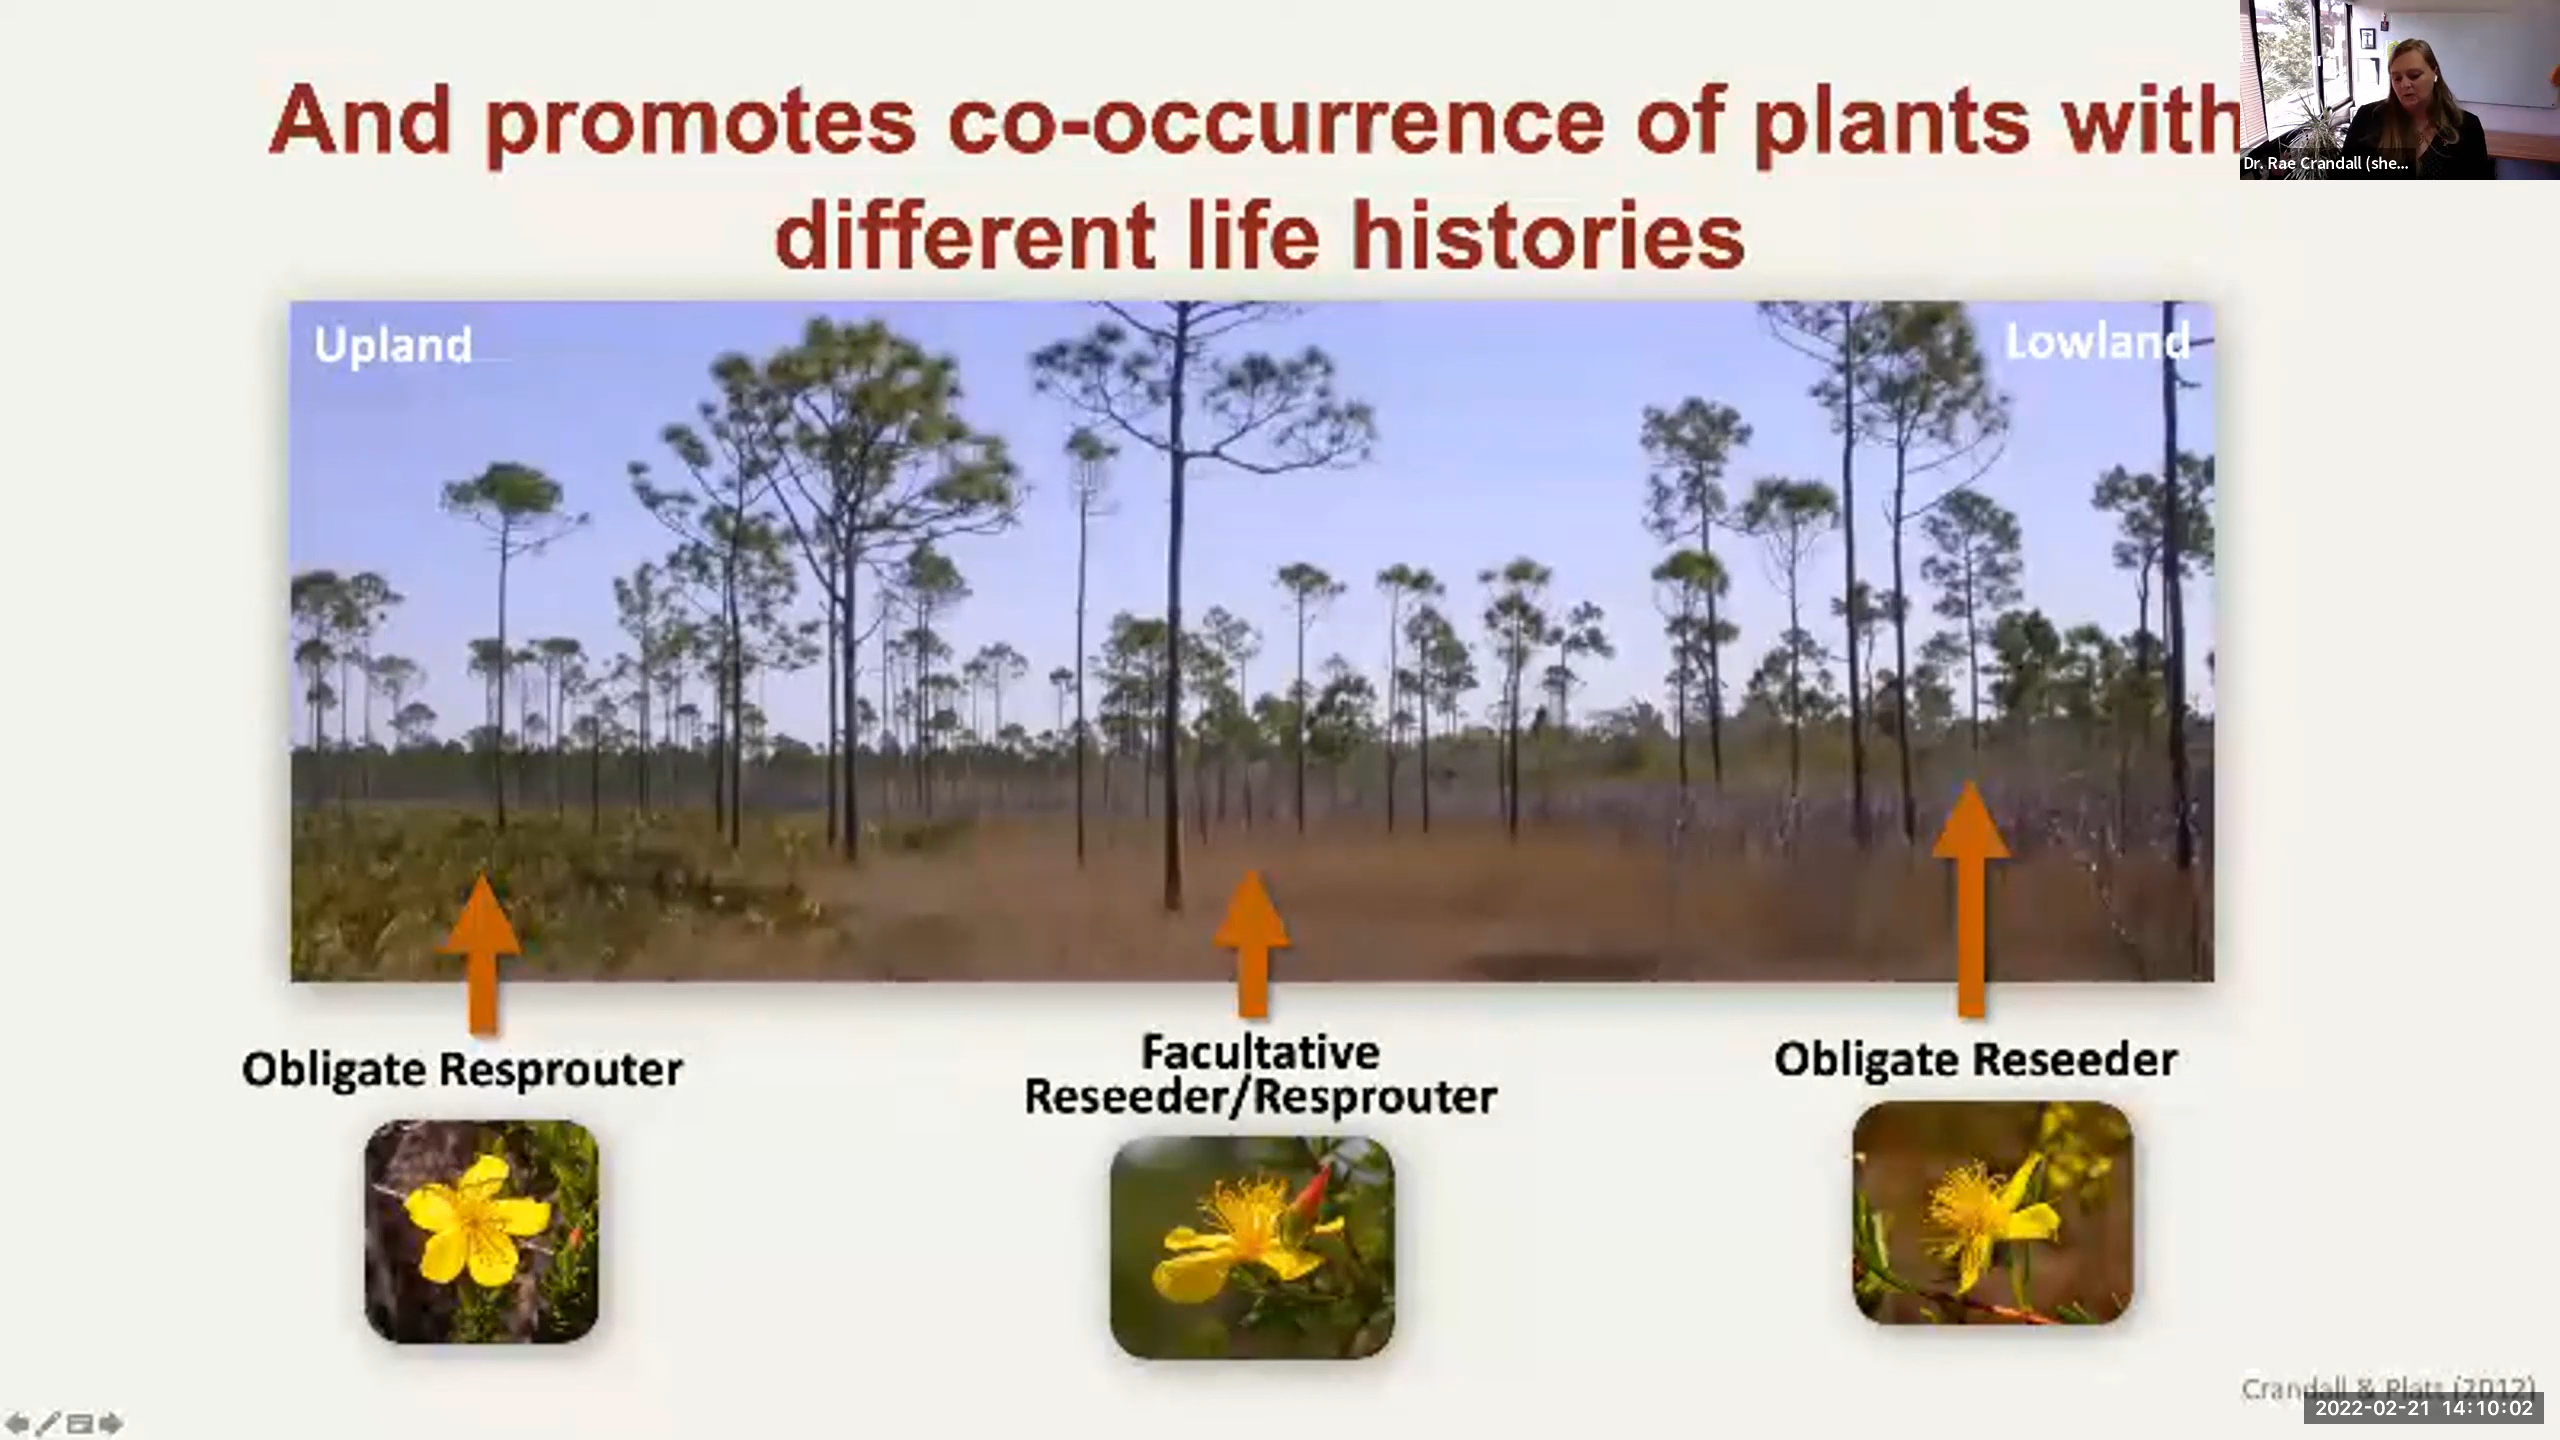 And promotes co-occurrence of plants with
different life histories
Dr. Rae Crandall (she...
Upland
Lowland
Obligate Resprouter
Facultative
Reseeder/Resprouter
Obligate Reseeder
Crandall & Platt (2012)
2022-02-21 14:10:02